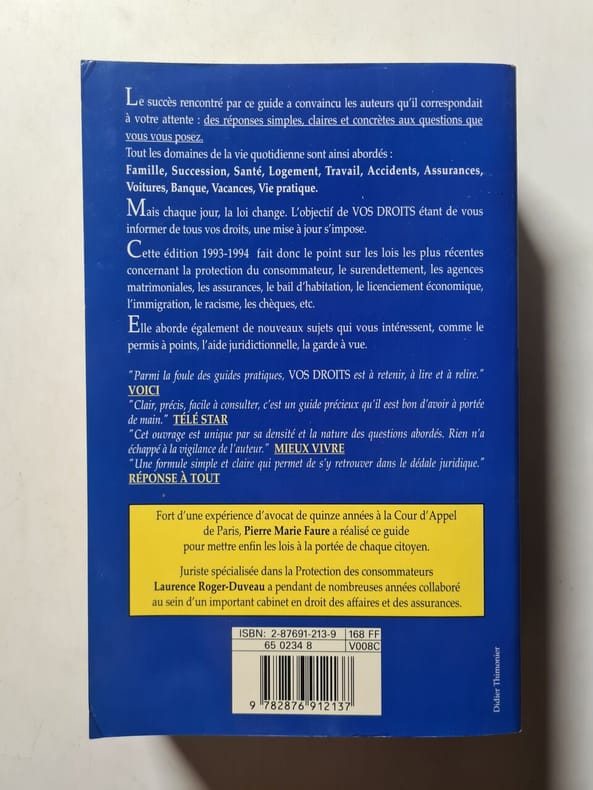 Le succès rencontré par ce guide a convaincu les auteurs qu'il correspondait
à votre attente : des réponses simples, claires et concrètes aux questions que
vous vous posez.
Tout les domaines de la vie quotidienne sont ainsi abordés :
Famille, Succession, Santé, Logement, Travail, Accidents, Assurances,
Voitures, Banque, Vacances, Vie pratique.
Mais chaque jour, la loi change. L'objectif de VOS DROITS étant de vous
informer de tous vos droits, une mise à jour s'impose.
Cette édition 1993-1994 fait donc le point sur les lois les plus récentes
concernant la protection du consommateur, le surendettement, les agences
matrimoniales, les assurances, le bail d'habitation, le licenciement économique,
l'immigration, le racisme, les chèques, etc.
Elle aborde également de nouveaux sujets qui vous intéressent, comme le
permis à points, l'aide juridictionnelle, la garde à vue.
"Parmi la foule des guides pratiques, VOS DROITS est à retenir, à lire et à relire."
VOICI
"Clair, précis, facile à consulter, c'est un guide précieux qu'il eest bon d'avoir à portée
de main." TÉLÉ STAR
"Cet ouvrage est unique par sa densité et la nature des questions abordés. Rien n'a
échappé à la vigilance de l'auteur." MIEUX VIVRE
"Une formule simple et claire qui permet de s'y retrouver dans le dédale juridique."
RÉPONSE À TOUT
Fort d'une expérience d'avocat de quinze années à la Cour d'Appel
de Paris, Pierre Marie Faure a réalisé ce guide
pour mettre enfin les lois à la portée de chaque citoyen.
Juriste spécialisée dans la Protection des consommateurs
Laurence Roger-Duveau a pendant de nombreuses années collaboré
au sein d'un important cabinet en droit des affaires et des assurances.
ISBN: 2-87691-213-9 168 FF
65 0234 8 V008C
9 782876 912137
Didier Thimonier